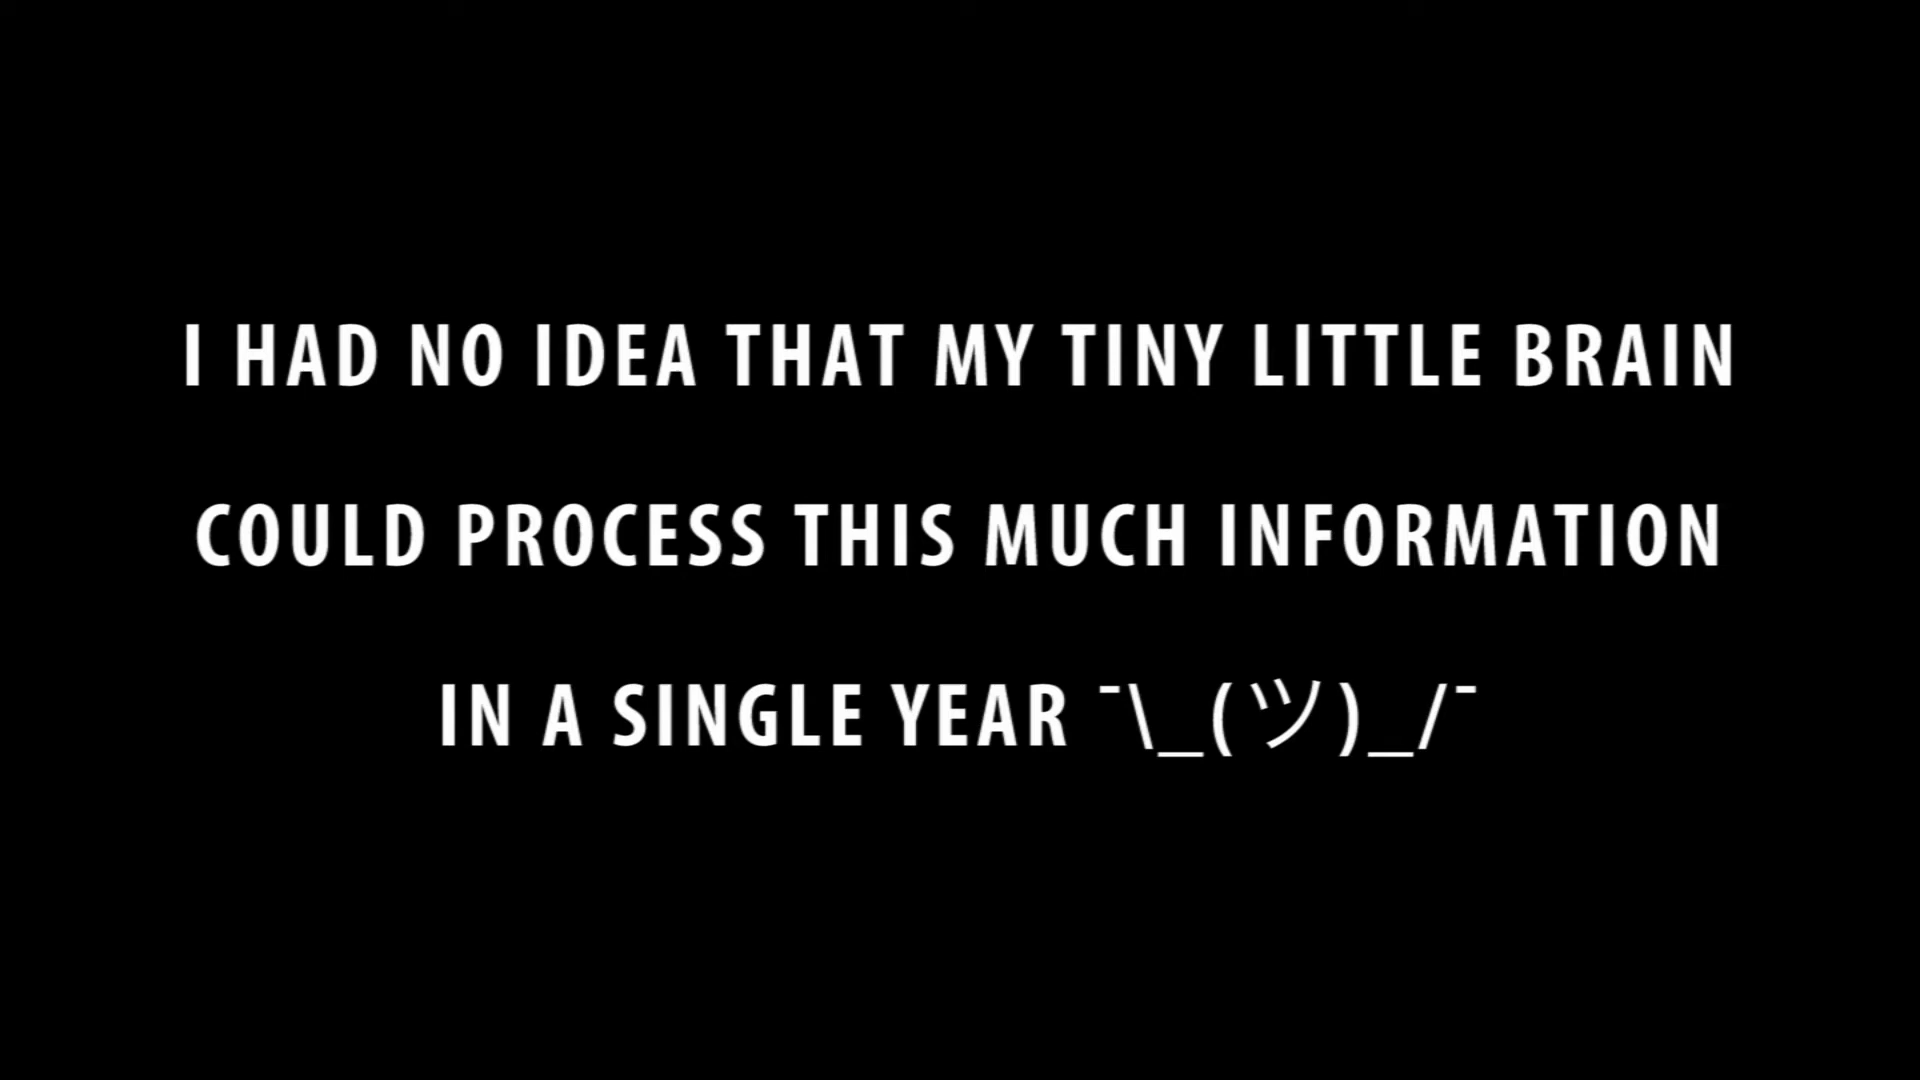 I HAD NO IDEA THAT MY TINY LITTLE BRAIN
COULD PROCESS THIS MUCH INFORMATION
IN A SINGLE YEAR ¯\_(ツ)_/¯